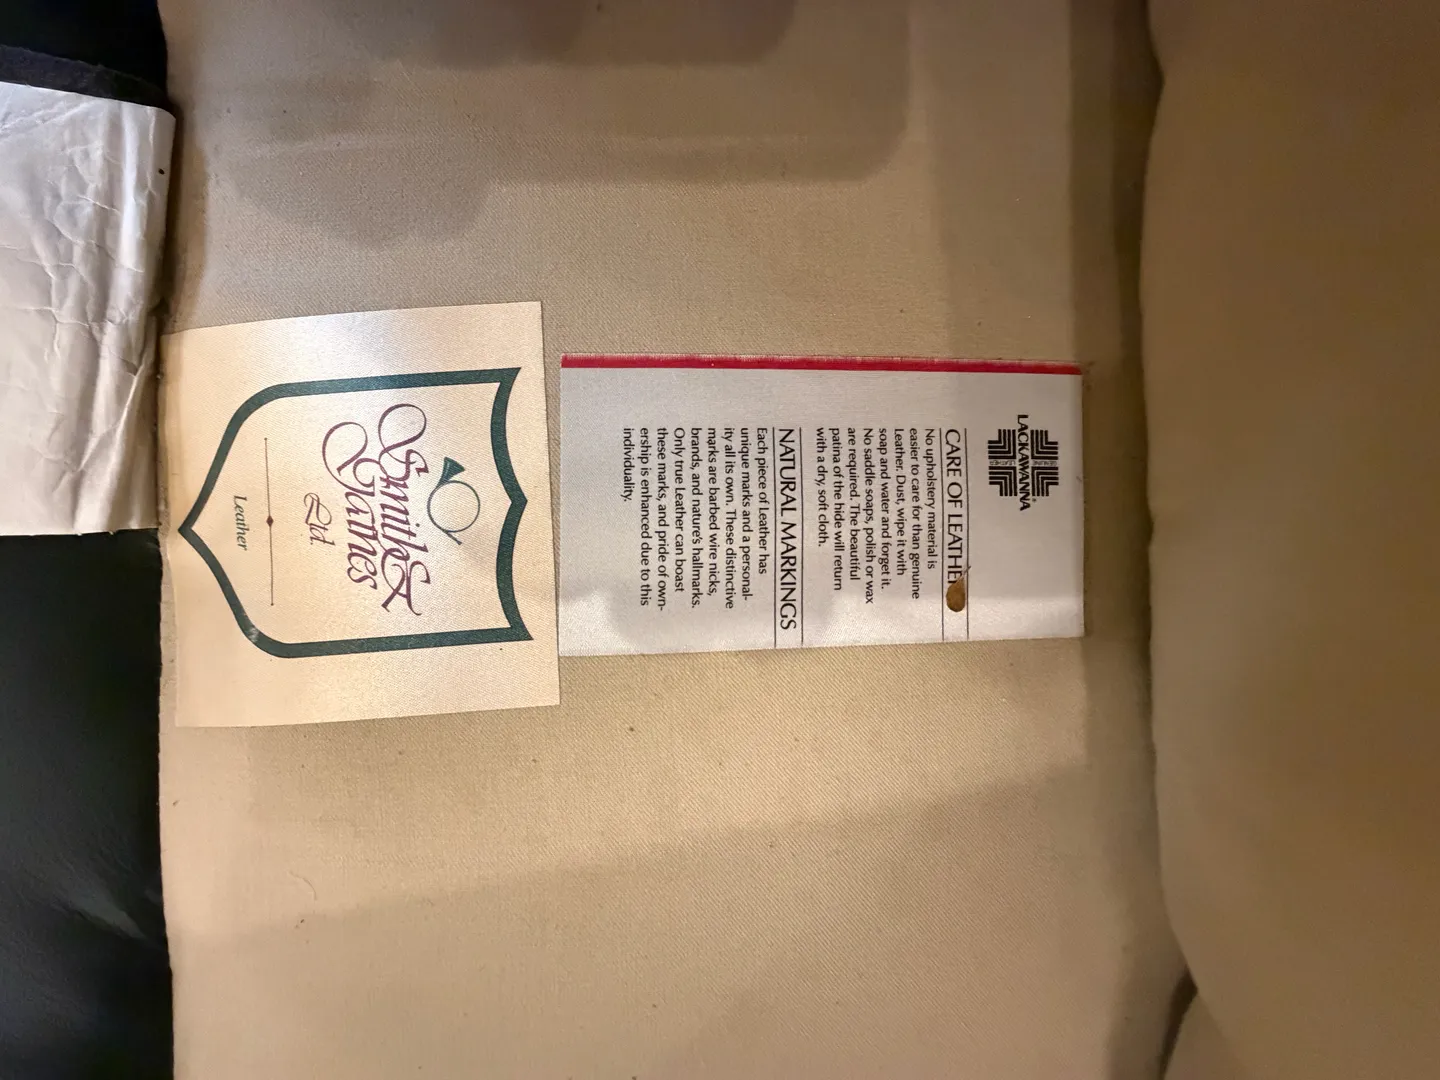 LACKAWANNA
CARE OF LEATHER
No upholstery material is
easier to care for than genuine
Leather. Dust, wipe it with
soap and water and forget it.
No saddle soaps, polish or wax
are required. The beautiful
patina of the hide will return
with a dry, soft cloth.
NATURAL MARKINGS
Each piece of Leather has
unique marks and a personal-
ity all its own. These distinctive
marks are barbed wire nicks,
brands, and nature's hallmarks.
Only true Leather can boast
these marks, and pride of own-
ership is enhanced due to this
individuality.
Smith &
Gaines
Ltd.
Leather